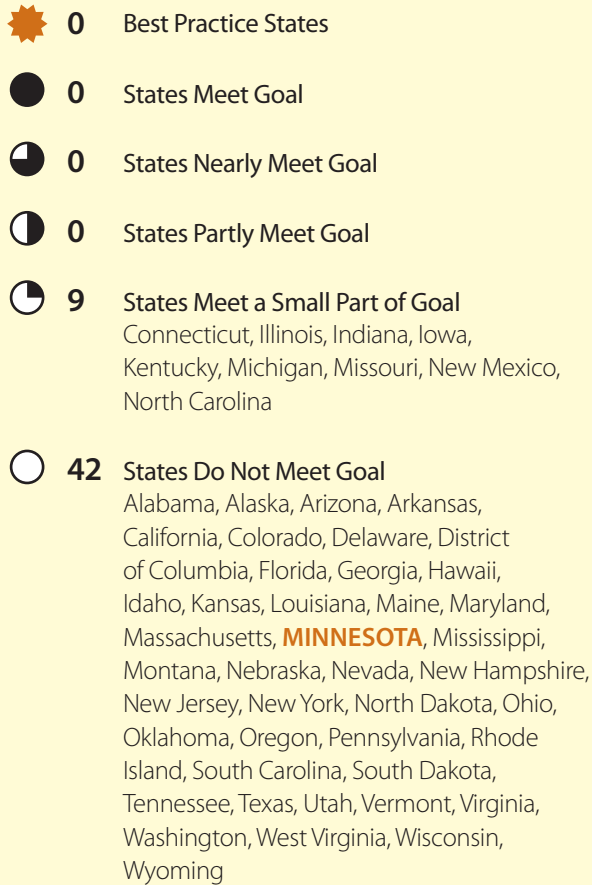 0 Best Practice States
0 States Meet Goal
0 States Nearly Meet Goal
0 States Partly Meet Goal
9 States Meet a Small Part of Goal
Connecticut, Illinois, Indiana, Iowa,
Kentucky, Michigan, Missouri, New Mexico,
North Carolina
42 States Do Not Meet Goal
Alabama, Alaska, Arizona, Arkansas,
California, Colorado, Delaware, District
of Columbia, Florida, Georgia, Hawaii,
Idaho, Kansas, Louisiana, Maine, Maryland,
Massachusetts, MINNESOTA, Mississippi,
Montana, Nebraska, Nevada, New Hampshire,
New Jersey, New York, North Dakota, Ohio,
Oklahoma, Oregon, Pennsylvania, Rhode
Island, South Carolina, South Dakota,
Tennessee, Texas, Utah, Vermont, Virginia,
Washington, West Virginia, Wisconsin,
Wyoming